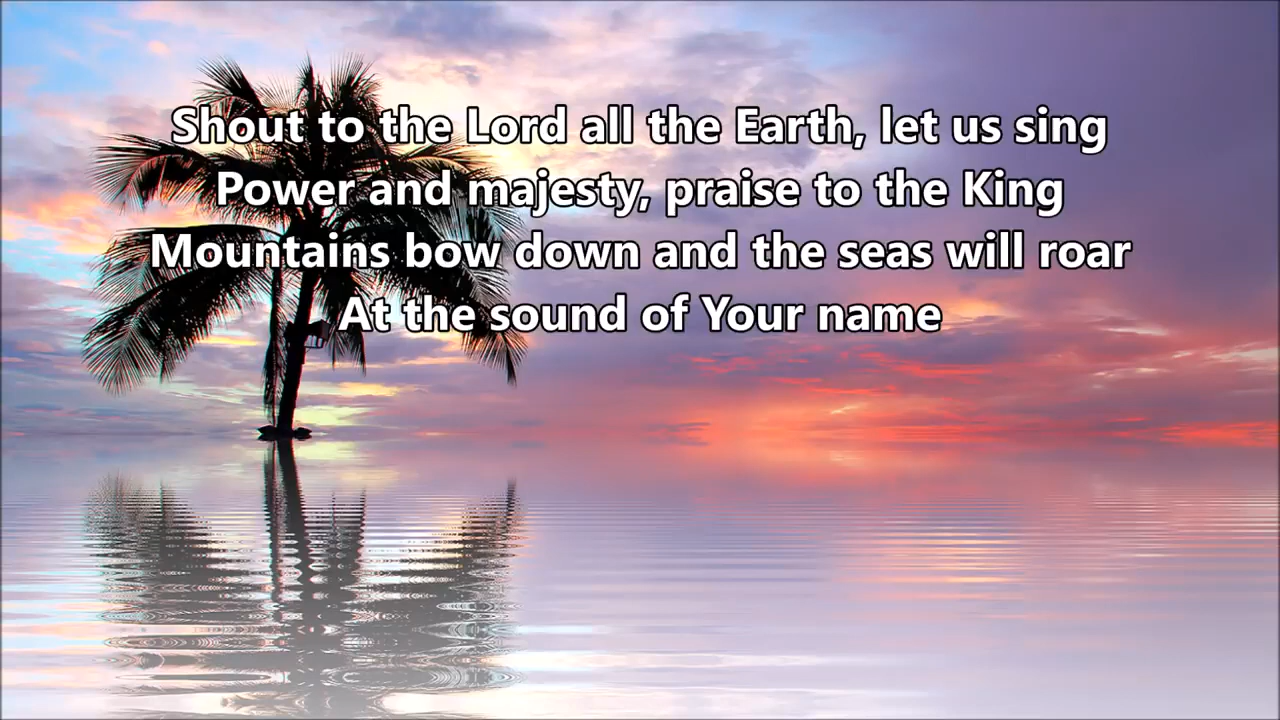 Shout to the Lord all the Earth, let us sing
Power and majesty, praise to the King
Mountains bow down and the seas will roar
At the sound of Your name